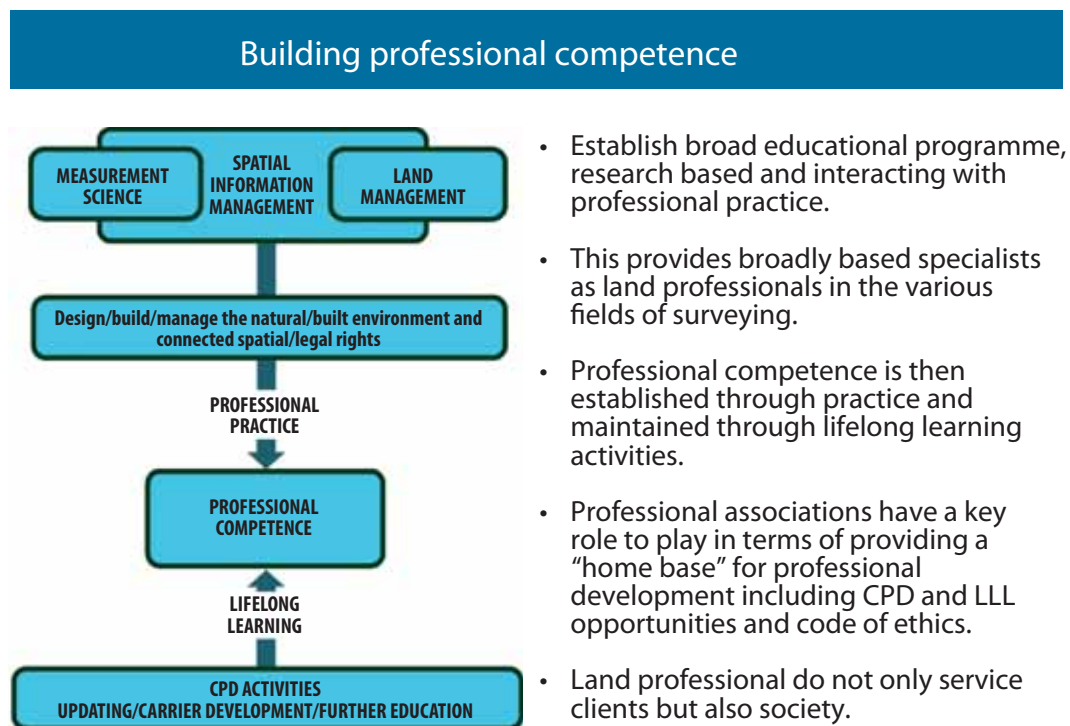 Building professional competence
MEASUREMENT
SCIENCE
SPATIAL
INFORMATION
MANAGEMENT
LAND
MANAGEMENT
Design/build/manage the natural/built environment and
connected spatial/legal rights
PROFESSIONAL
PRACTICE
PROFESSIONAL
COMPETENCE
LIFELONG
LEARNING
CPD ACTIVITIES
UPDATING/CARRIER DEVELOPMENT/FURTHER EDUCATION
• Establish broad educational programme,
research based and interacting with
professional practice.
• This provides broadly based specialists
as land professionals in the various
fields of surveying.
• Professional competence is then
established through practice and
maintained through lifelong learning
activities.
• Professional associations have a key
role to play in terms of providing a
“home base” for professional
development including CPD and LLL
opportunities and code of ethics.
• Land professional do not only service
clients but also society.